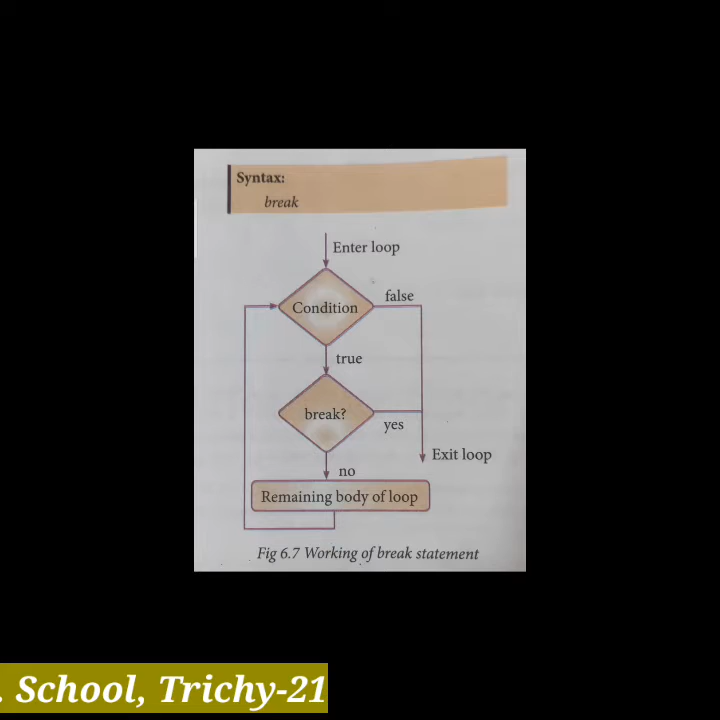 Syntax:
break
Enter loop
Condition
false
true
break?
yes
Exit loop
no
Remaining body of loop
Fig 6.7 Working of break statement
. School, Trichy-21